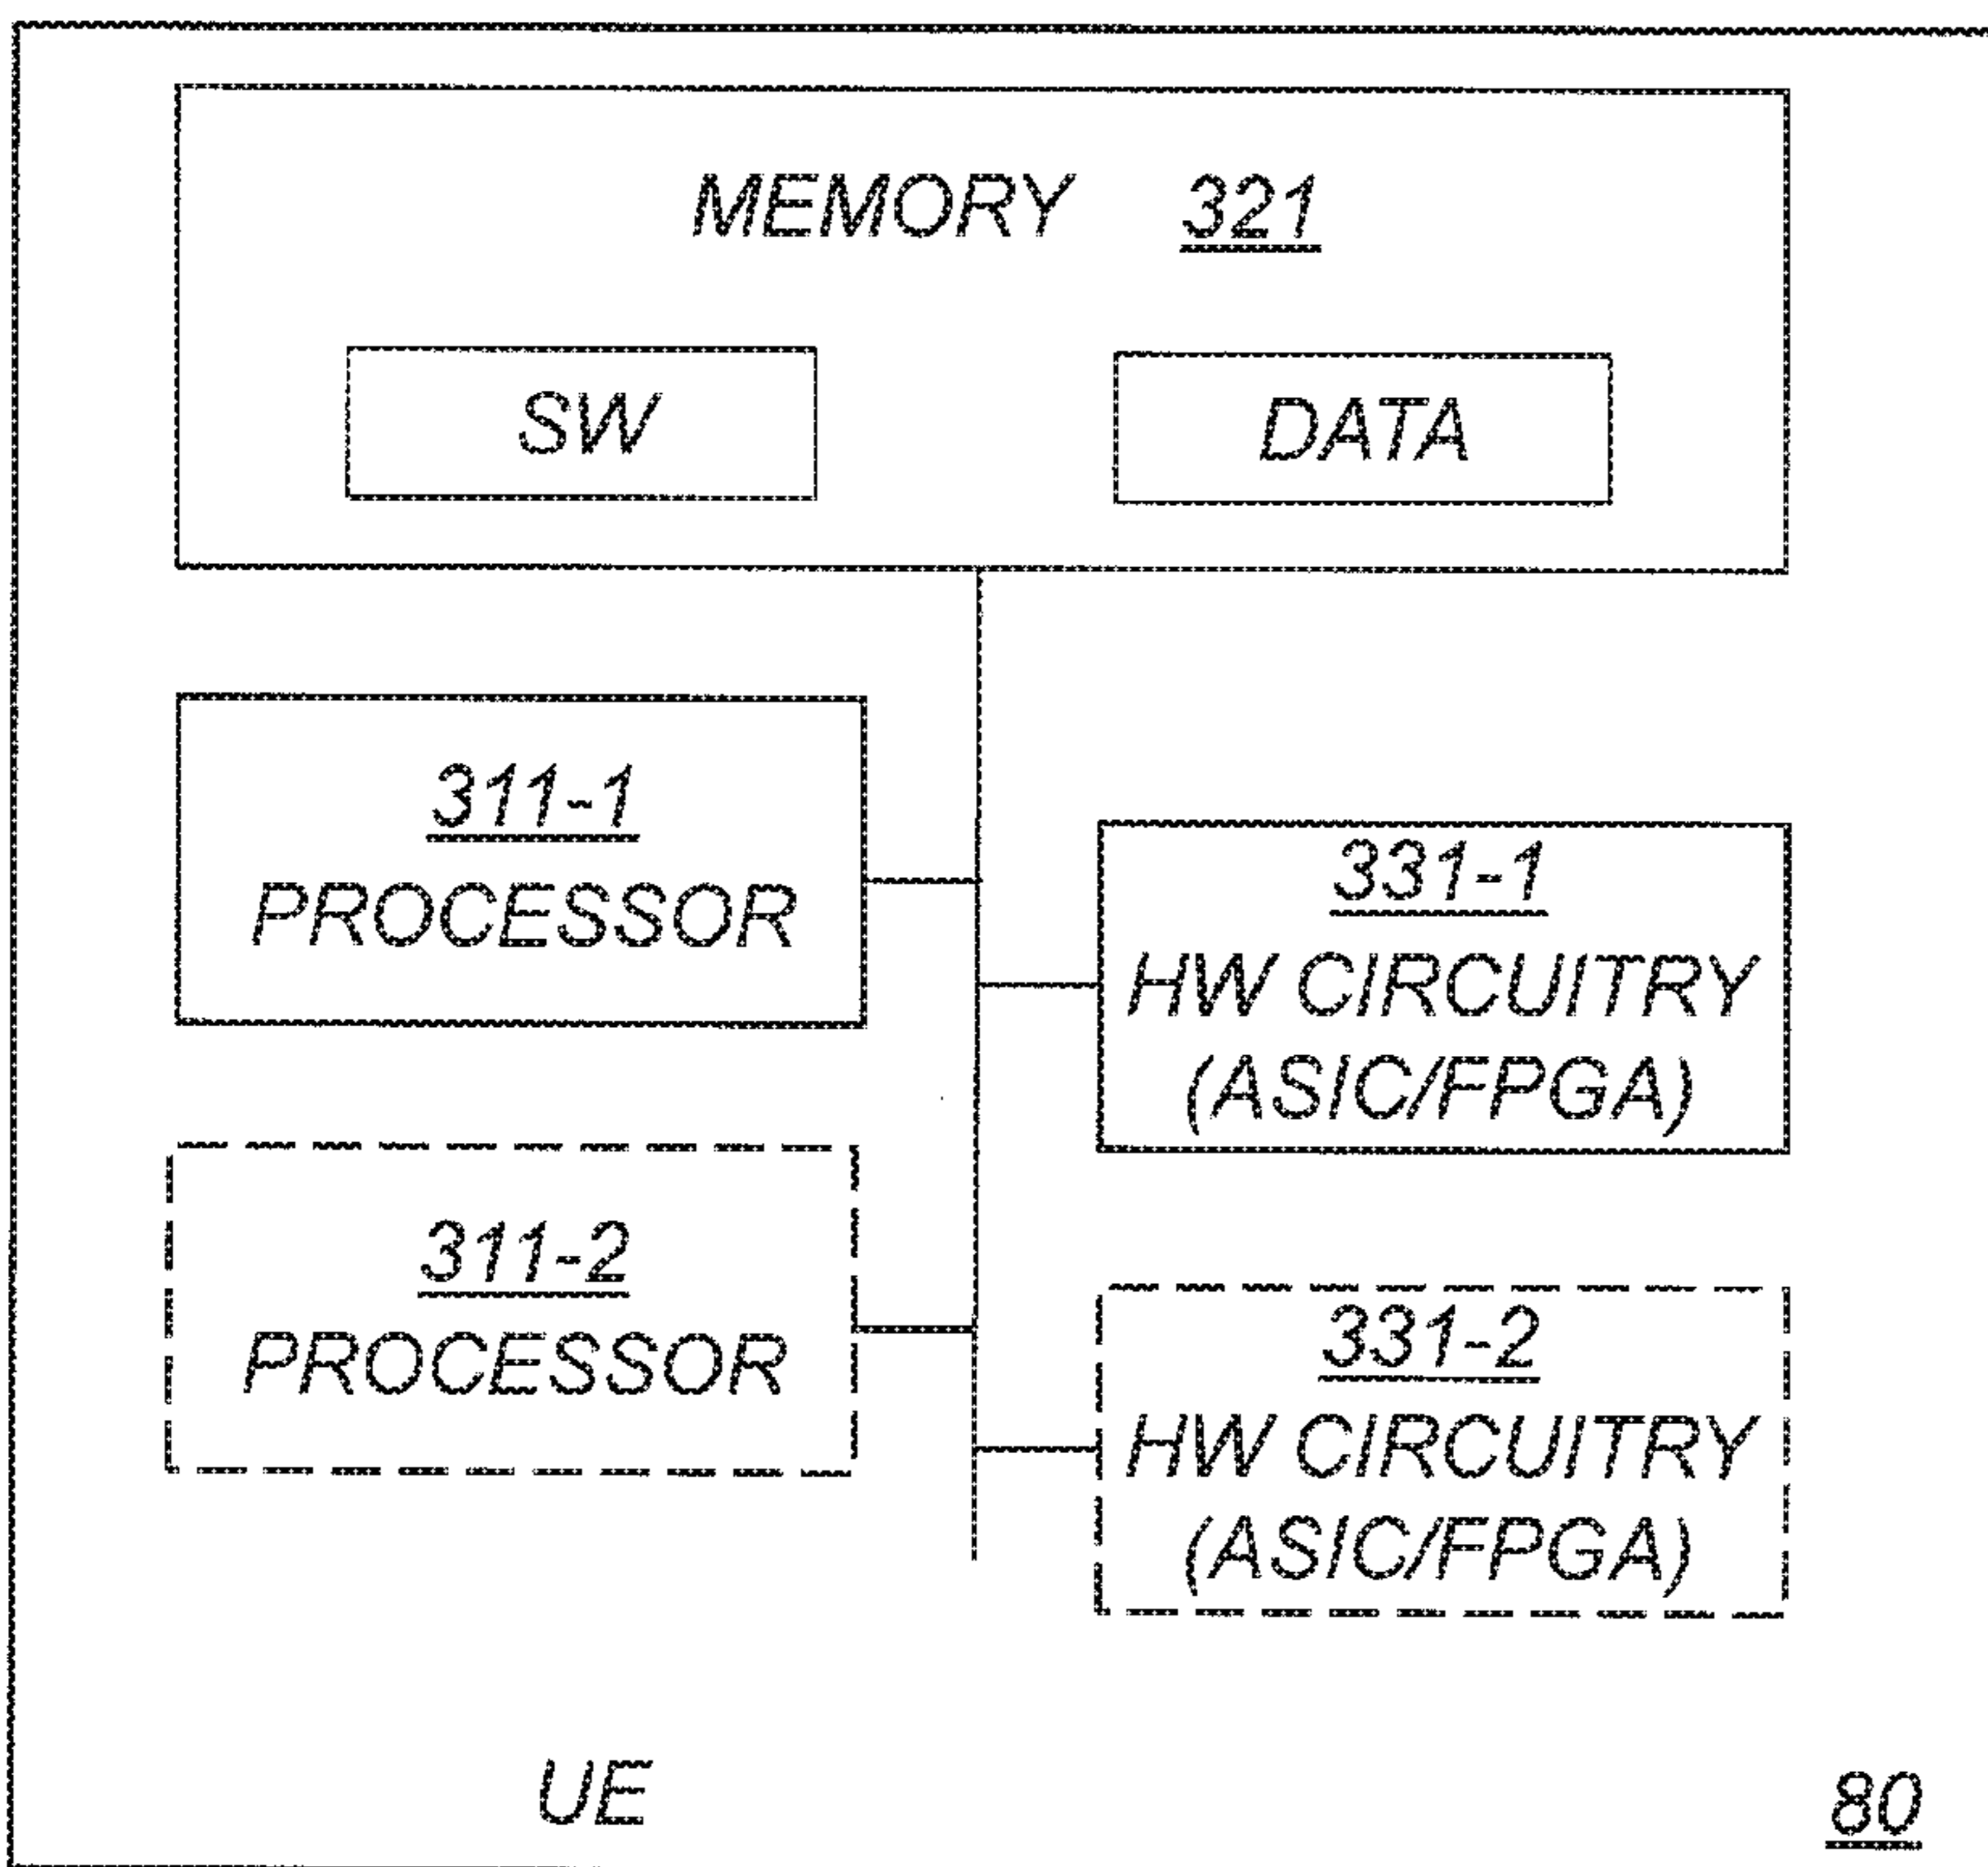 MEMORY 321
SW
DATA
311-1
PROCESSOR
331-1
HW CIRCUITRY
(ASIC/FPGA)
311-2
PROCESSOR
331-2
HW CIRCUITRY
(ASIC/FPGA)
UE
80